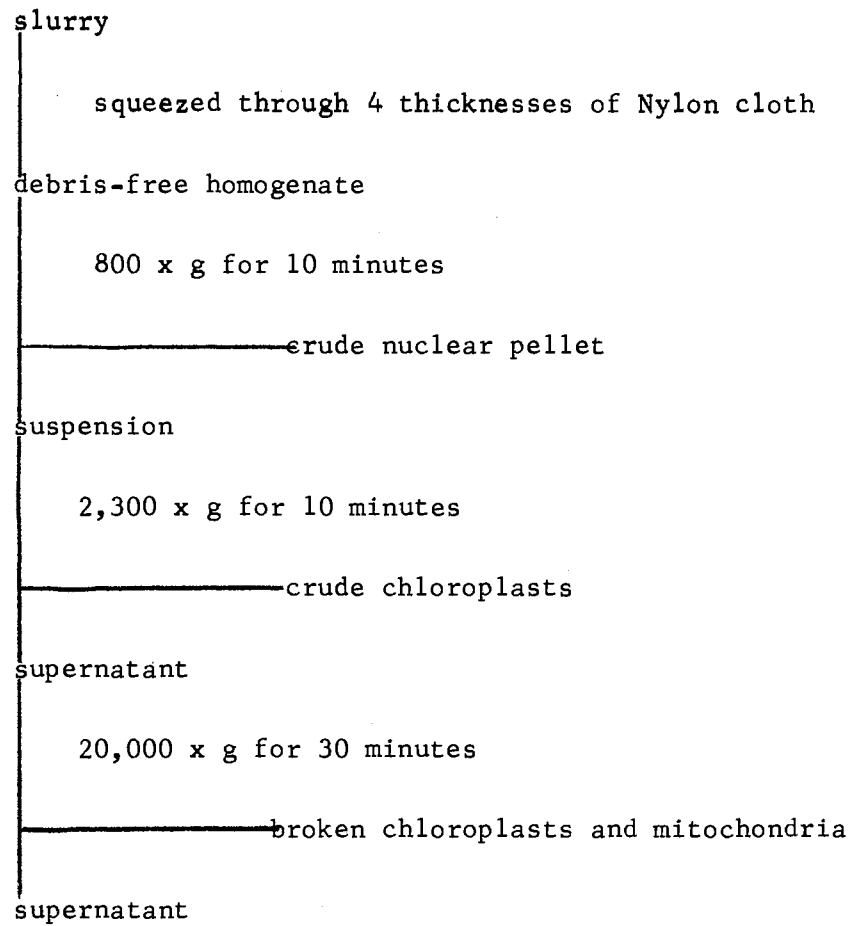 slurry
squeezed through 4 thicknesses of Nylon cloth
debris-free homogenate
800 x g for 10 minutes
crude nuclear pellet
suspension
2,300 x g for 10 minutes
crude chloroplasts
supernatant
20,000 x g for 30 minutes
broken chloroplasts and mitochondria
supernatant